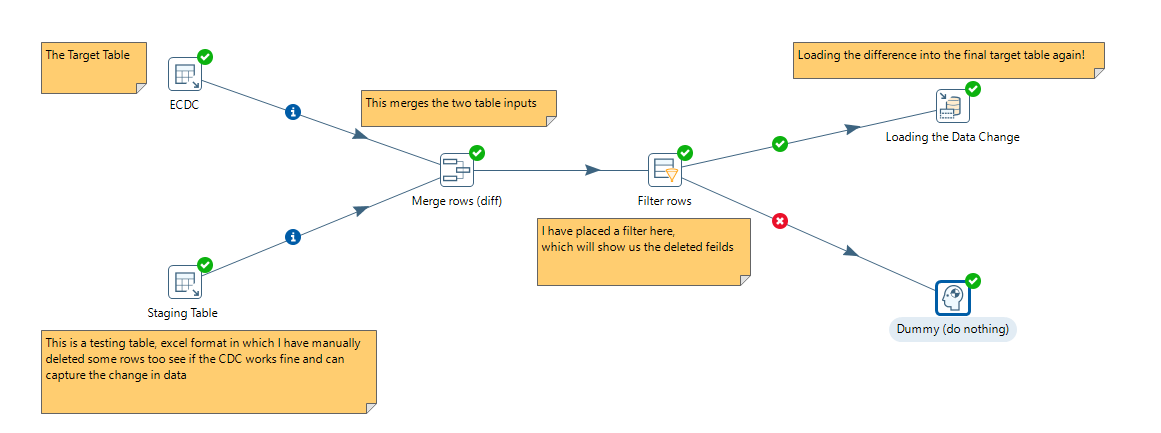 The Target Table
ECDC
This merges the two table inputs
Loading the difference into the final target table again!
Loading the Data Change
Merge rows (diff)
Filter rows
I have placed a filter here,
which will show us the deleted feilds
Staging Table
This is a testing table, excel format in which I have manually
deleted some rows too see if the CDC works fine and can
capture the change in data
Dummy (do nothing)